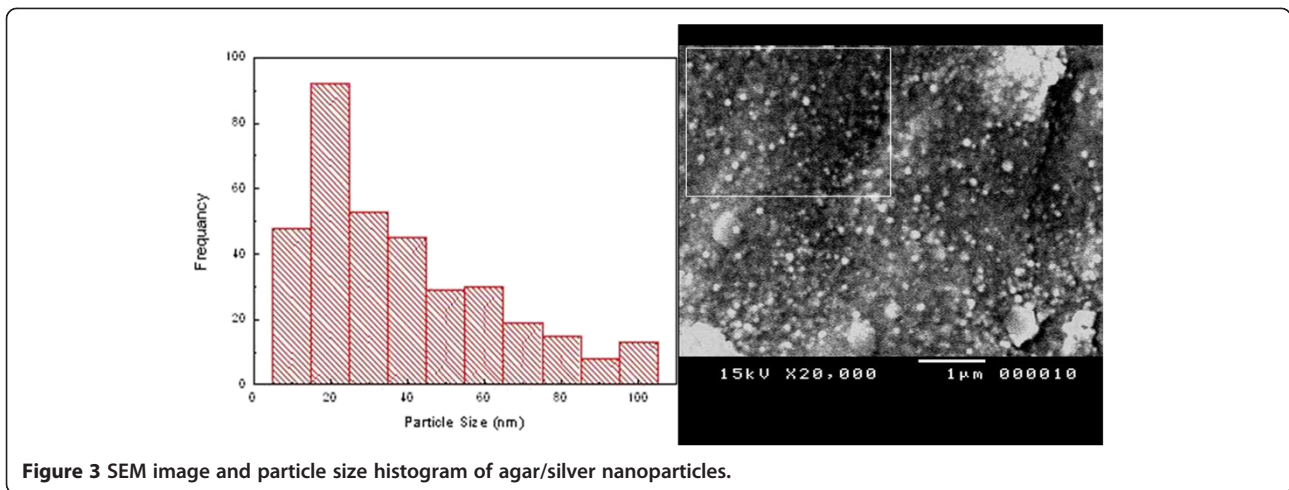 100
80
60
40
20
0
Frequancy
0 20 40 60 80 100
Particle Size (nm)
15kV X20,000 1µm 000010
Figure 3 SEM image and particle size histogram of agar/silver nanoparticles.